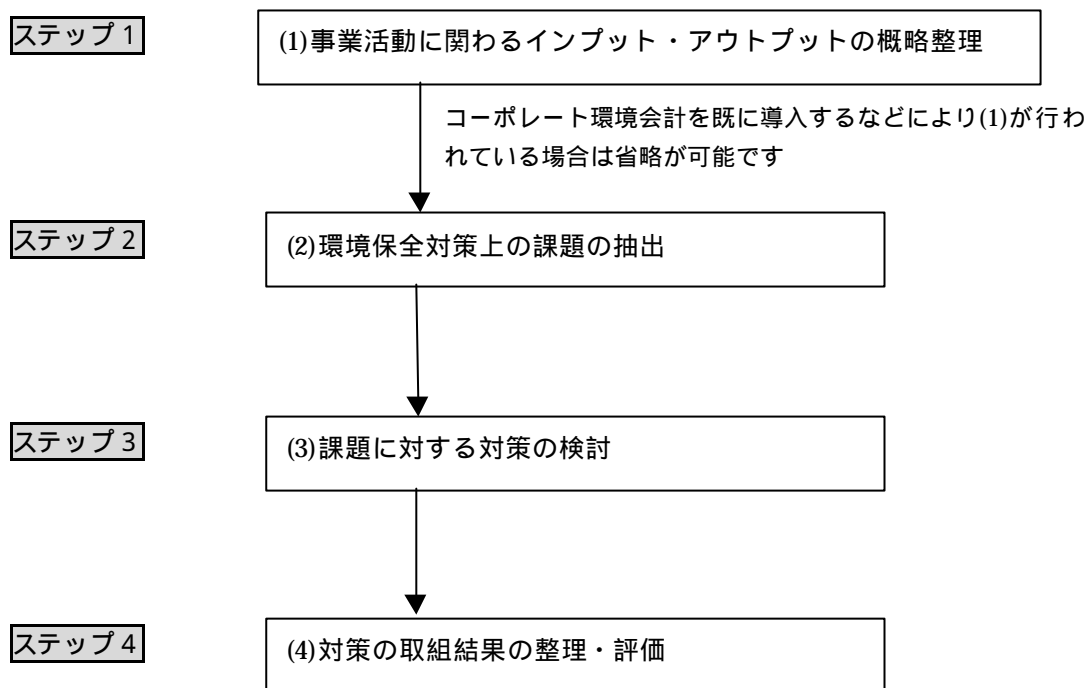 ステップ 1
(1)事業活動に関わるインプット・アウトプットの概略整理
コーポレート環境会計を既に導入するなどにより(1)が行わ
れている場合は省略が可能です
ステップ 2
(2)環境保全対策上の課題の抽出
ステップ 3
(3)課題に対する対策の検討
ステップ 4
(4)対策の取組結果の整理・評価